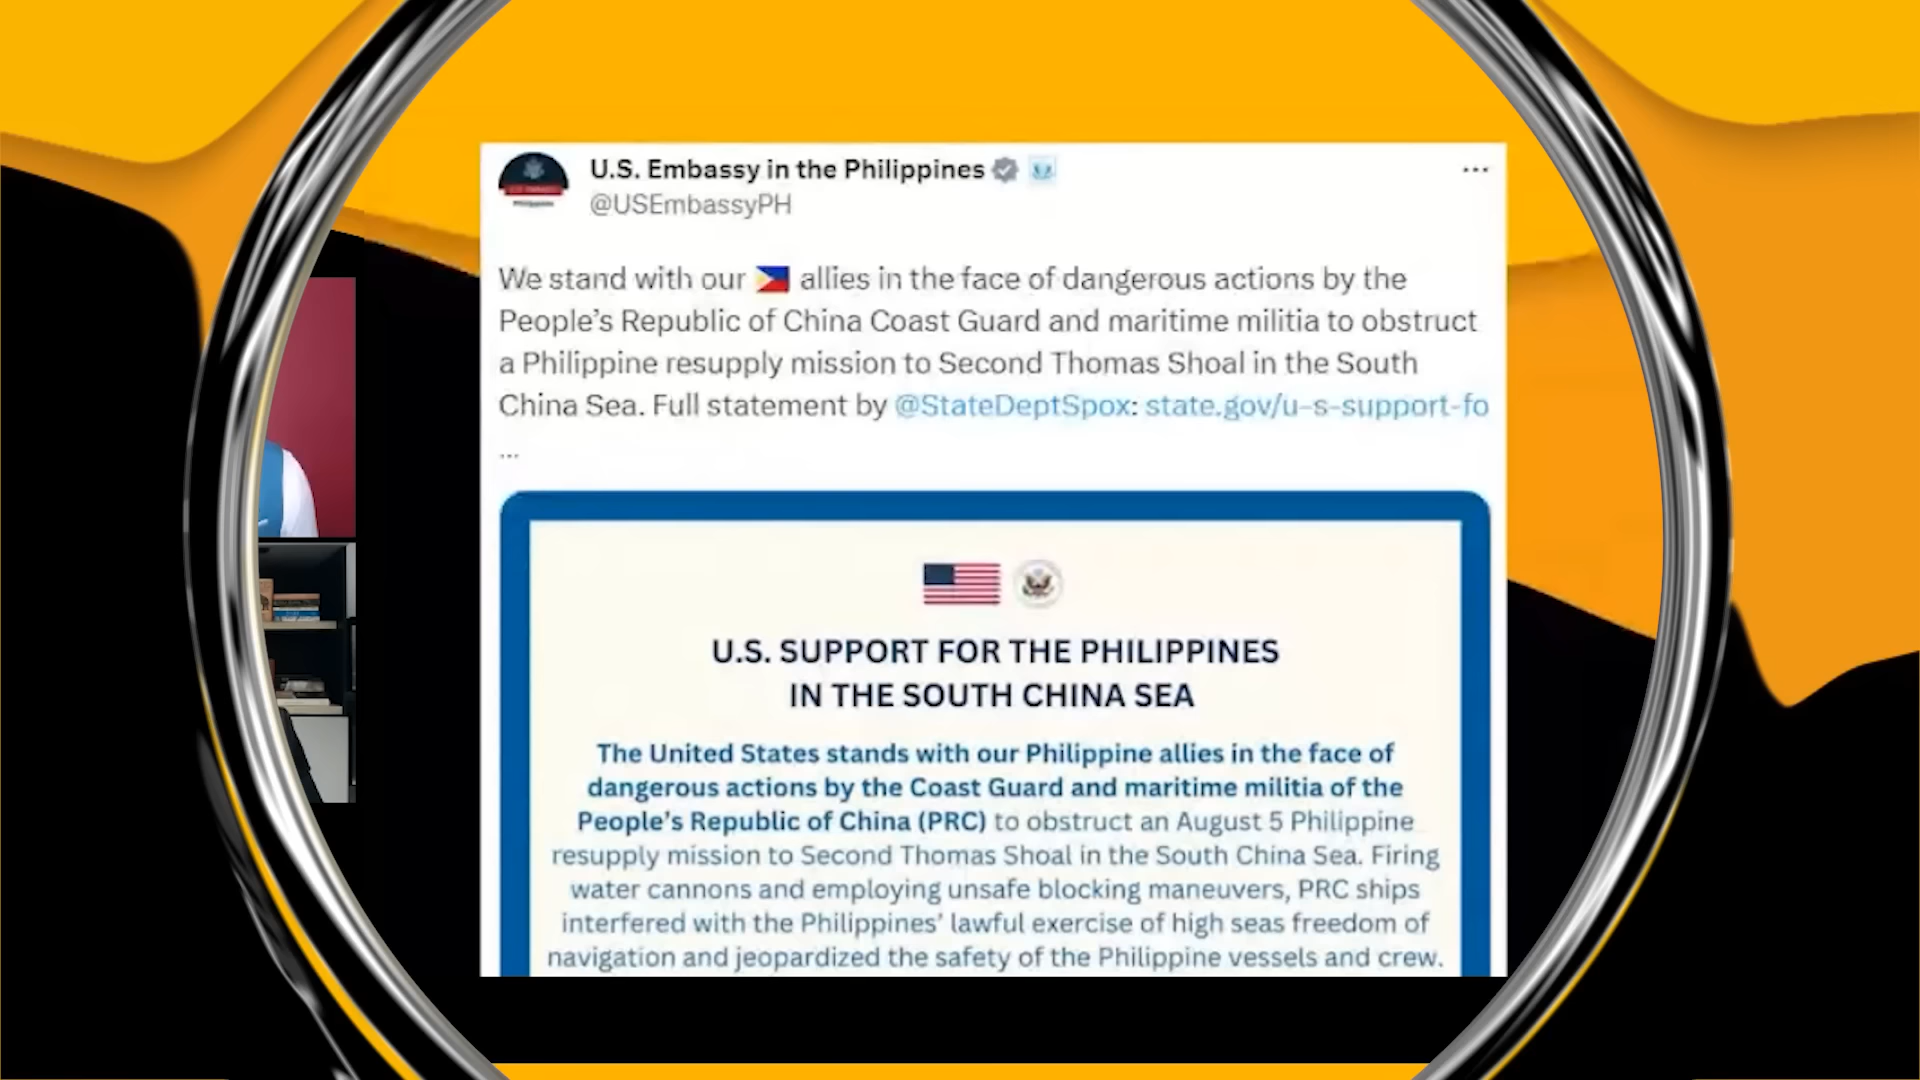 U.S. Embassy in the Philippines
@USEmbassyPH
We stand with our 🇵🇭 allies in the face of dangerous actions by the
People's Republic of China Coast Guard and maritime militia to obstruct
a Philippine resupply mission to Second Thomas Shoal in the South
China Sea. Full statement by @StateDeptSpox: state.gov/u-s-support-fo
...
U.S. SUPPORT FOR THE PHILIPPINES
IN THE SOUTH CHINA SEA
The United States stands with our Philippine allies in the face of
dangerous actions by the Coast Guard and maritime militia of the
People's Republic of China (PRC) to obstruct an August 5 Philippine
resupply mission to Second Thomas Shoal in the South China Sea. Firing
water cannons and employing unsafe blocking maneuvers, PRC ships
interfered with the Philippines' lawful exercise of high seas freedom of
navigation and jeopardized the safety of the Philippine vessels and crew.